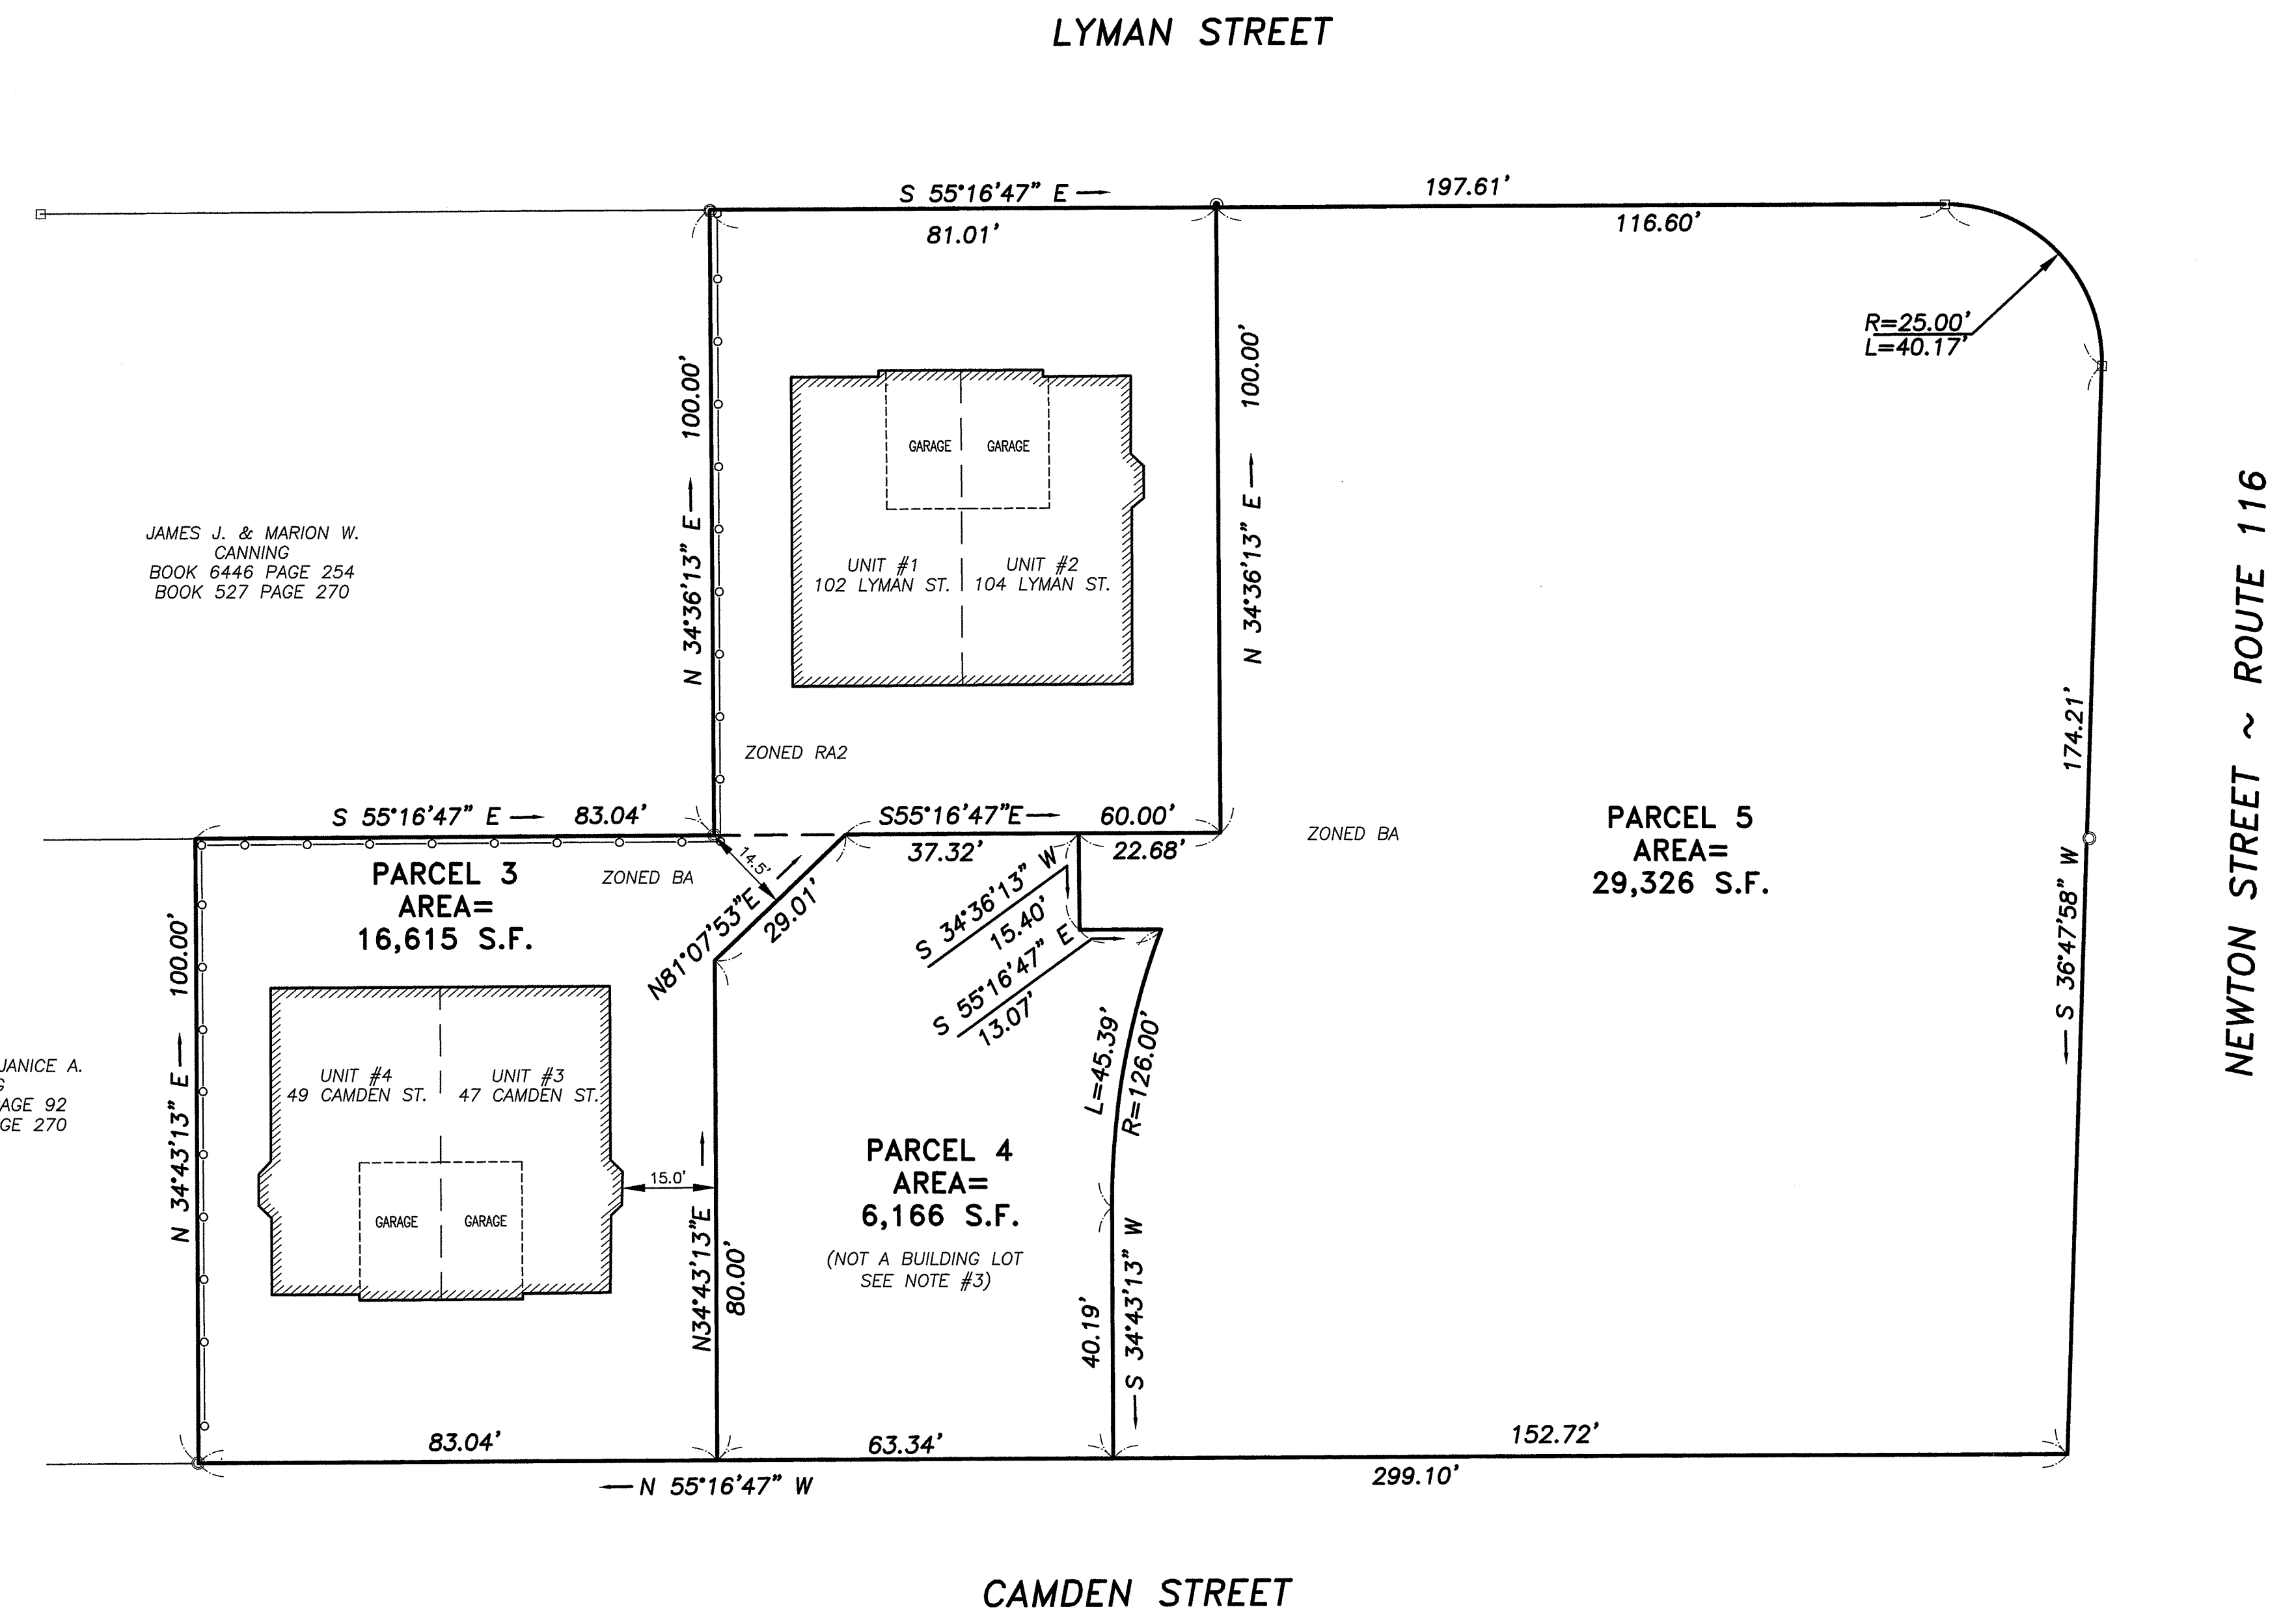 LYMAN STREET
S 55°16'47" E
197.61'
81.01'
116.60'
R=25.00'
L=40.17'
N 34°36'13" E 100.00'
N 34°36'13" E 100.00'
GARAGE
GARAGE
JAMES J. & MARION W.
CANNING
BOOK 6446 PAGE 254
BOOK 527 PAGE 270
UNIT #1
102 LYMAN ST.
UNIT #2
104 LYMAN ST.
NEWTON STREET ~ ROUTE 116
174.21'
S 36°47'58" W
ZONED RA2
S 55°16'47" E 83.04'
S55°16'47"E 60.00'
37.32'
22.68'
ZONED BA
PARCEL 5
AREA=
29,326 S.F.
PARCEL 3
AREA=
16,615 S.F.
ZONED BA
14.5'
N81°07'53"E
29.01'
S 34°36'13" W
15.40'
S 55°16'47" E
13.07'
N 34°43'13" E 100.00'
L=45.39'
R=126.00'
JANICE A.
G
AGE 92
GE 270
UNIT #4
49 CAMDEN ST.
UNIT #3
47 CAMDEN ST.
15.0'
GARAGE
GARAGE
PARCEL 4
AREA=
6,166 S.F.
(NOT A BUILDING LOT
SEE NOTE #3)
N34°43'13"E
80.00'
40.19'
S 34°43'13" W
83.04'
63.34'
152.72'
N 55°16'47" W
299.10'
CAMDEN STREET